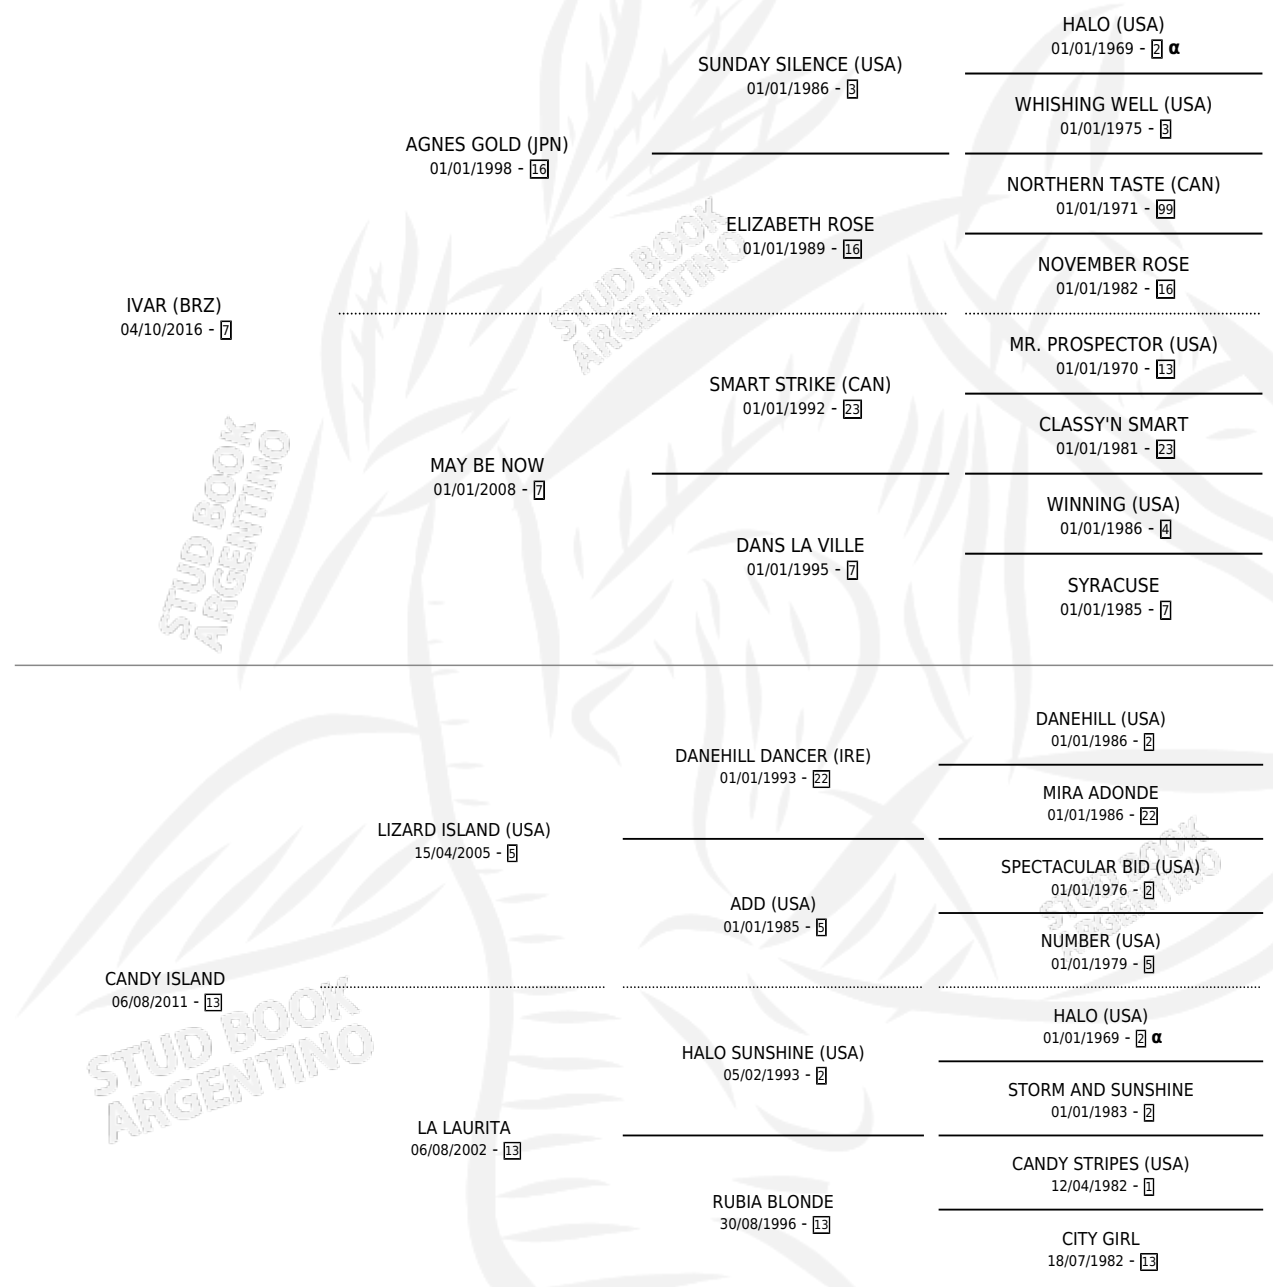 HALO (USA)
01/01/1969 - 2 α
SUNDAY SILENCE (USA)
01/01/1986 - 3
WHISHING WELL (USA)
01/01/1975 - 3
AGNES GOLD (JPN)
01/01/1998 - 16
NORTHERN TASTE (CAN)
01/01/1971 - 99
ELIZABETH ROSE
01/01/1989 - 16
NOVEMBER ROSE
01/01/1982 - 16
IVAR (BRZ)
04/10/2016 - 7
MR. PROSPECTOR (USA)
01/01/1970 - 13
SMART STRIKE (CAN)
01/01/1992 - 23
CLASSY'N SMART
01/01/1981 - 23
MAY BE NOW
01/01/2008 - 7
WINNING (USA)
01/01/1986 - 4
DANS LA VILLE
01/01/1995 - 7
SYRACUSE
01/01/1985 - 7
STUD BOOK
ARGENTINO
STUD BOOK
ARGENTINO
DANEHILL (USA)
01/01/1986 - 2
DANEHILL DANCER (IRE)
01/01/1993 - 22
MIRA ADONDE
01/01/1986 - 22
LIZARD ISLAND (USA)
15/04/2005 - 5
SPECTACULAR BID (USA)
01/01/1976 - 2
ADD (USA)
01/01/1985 - 5
NUMBER (USA)
01/01/1979 - 5
CANDY ISLAND
06/08/2011 - 13
HALO (USA)
01/01/1969 - 2 α
HALO SUNSHINE (USA)
05/02/1993 - 2
STORM AND SUNSHINE
01/01/1983 - 2
LA LAURITA
06/08/2002 - 13
CANDY STRIPES (USA)
12/04/1982 - 1
RUBIA BLONDE
30/08/1996 - 13
CITY GIRL
18/07/1982 - 13
STUD BOOK
ARGENTINO
STUD BOOK
ARGENTINO